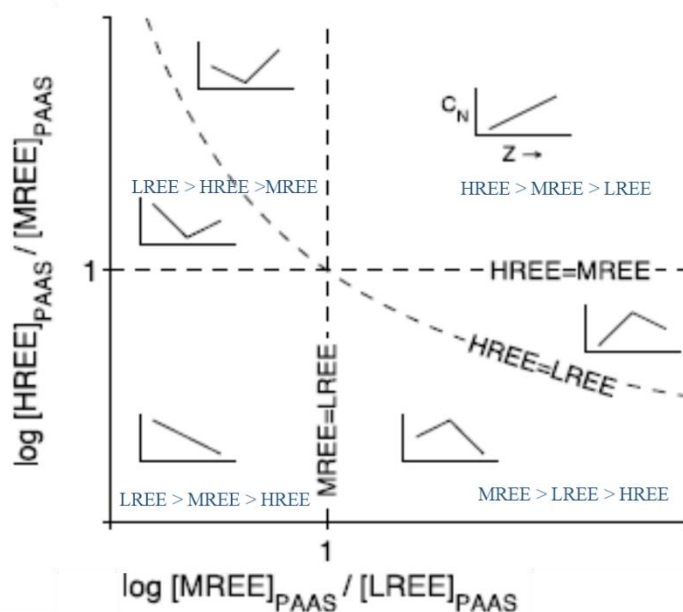 log [HREE]PAAS / [MREE]PAAS
CN
Z →
LREE > HREE >MREE
HREE > MREE > LREE
1
HREE=MREE
HREE=LREE
MREE=LREE
LREE > MREE > HREE
MREE > LREE > HREE
1
log [MREE]PAAS / [LREE]PAAS